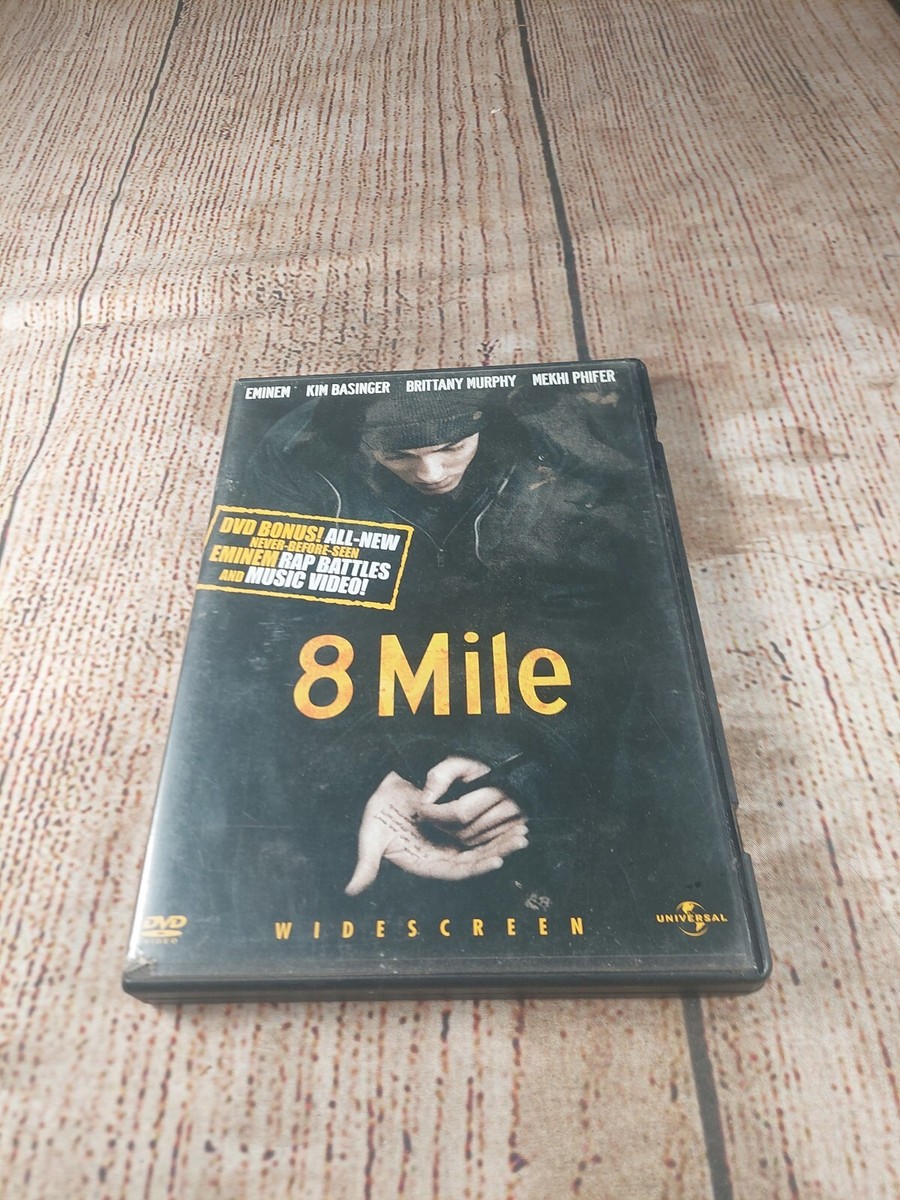 EMINEM KIM BASINGER BRITTANY MURPHY MEKHI PHIFER
DVD BONUS! ALL-NEW
NEVER-BEFORE-SEEN
EMINEM RAP BATTLES
AND MUSIC VIDEO!
8 Mile
DVD
VIDEO
WIDESCREEN
UNIVERSAL